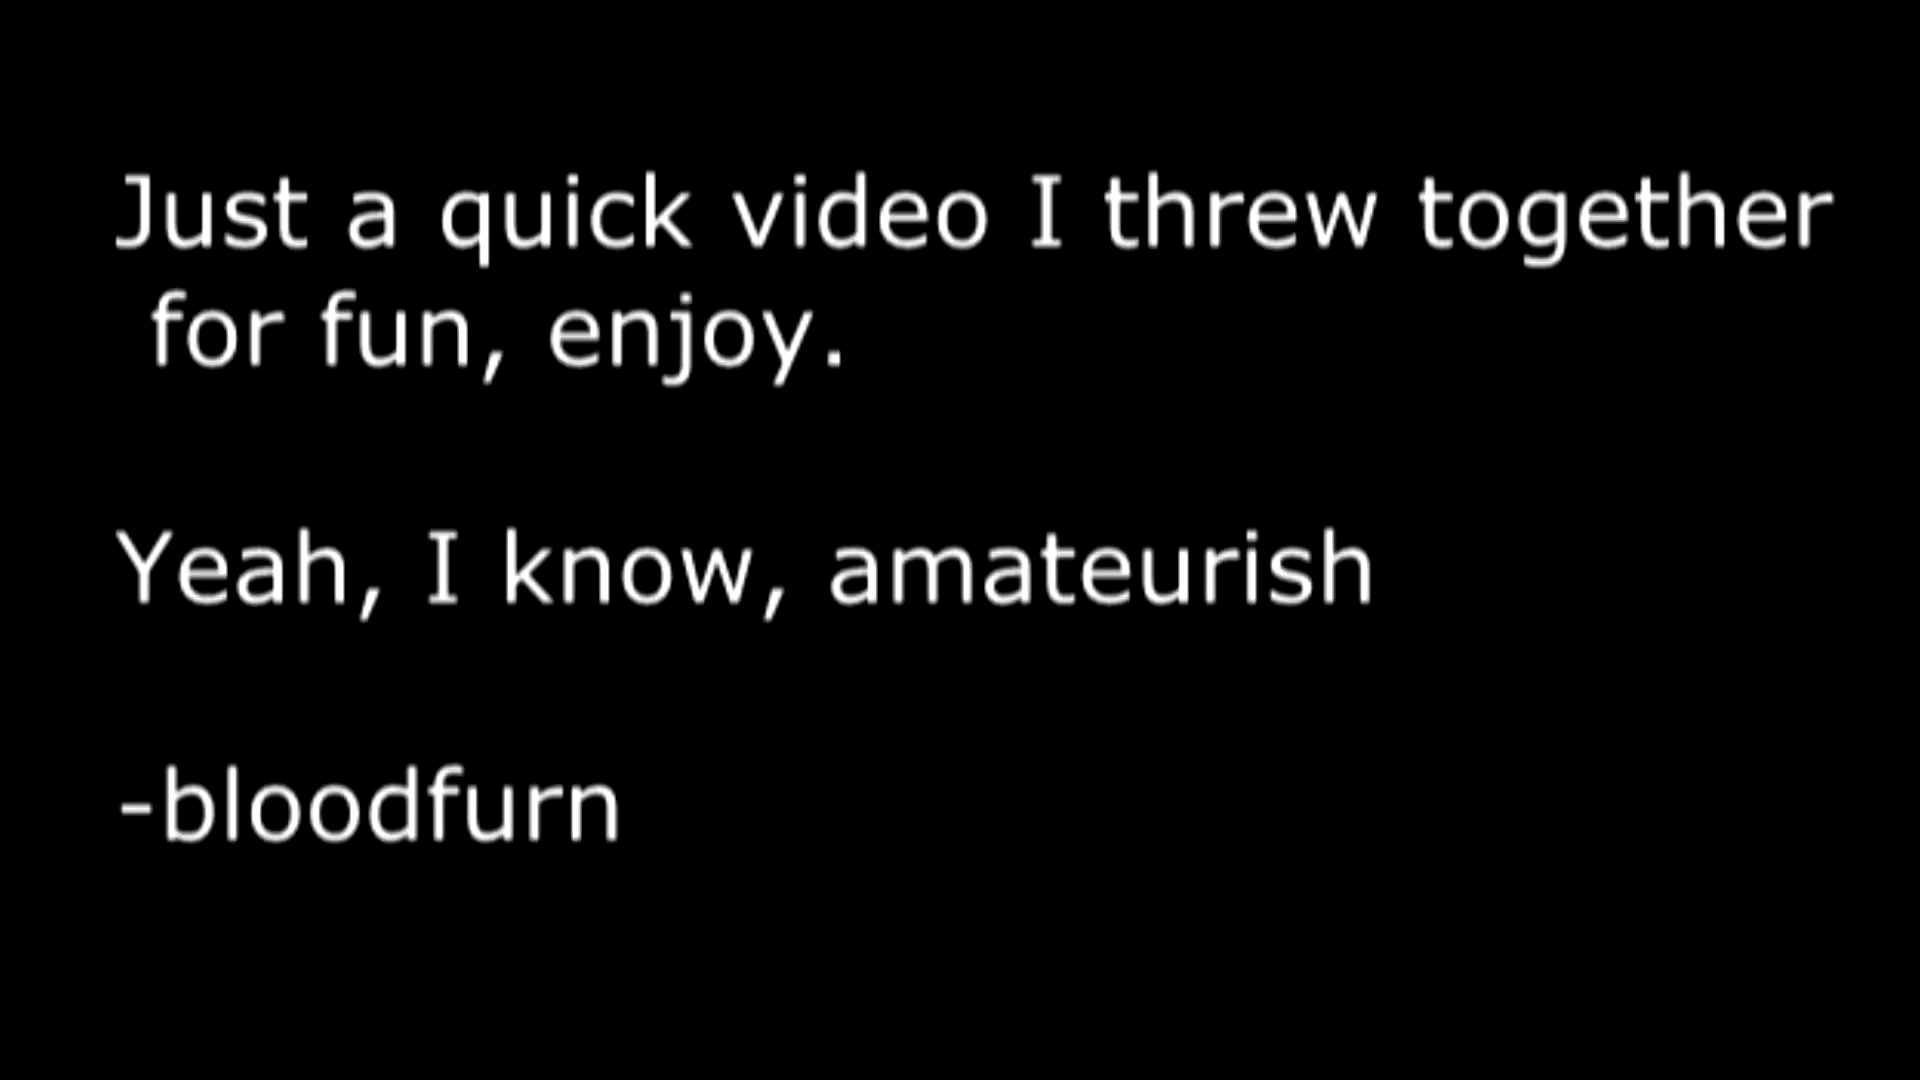 Just a quick video I threw together
for fun, enjoy.
Yeah, I know, amateurish
-bloodfurn